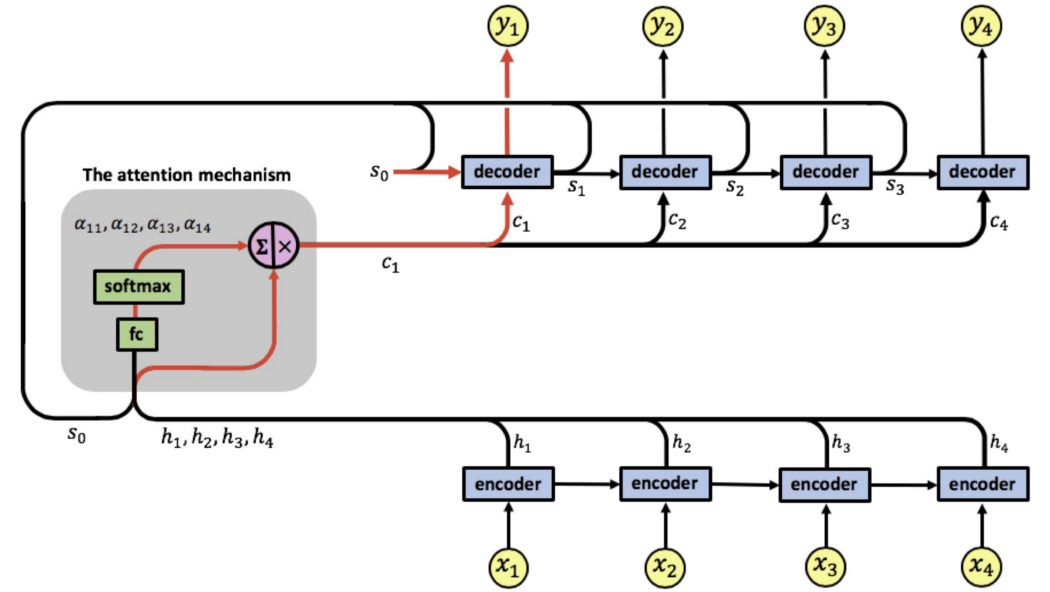 y₁ y₂ y₃ y₄
s₀ decoder s₁ decoder s₂ decoder s₃ decoder
The attention mechanism
α₁₁, α₁₂, α₁₃, α₁₄
c₁ c₂ c₃ c₄
Σ ×
c₁
softmax
fc
s₀ h₁, h₂, h₃, h₄
h₁ h₂ h₃ h₄
encoder encoder encoder encoder
x₁ x₂ x₃ x₄